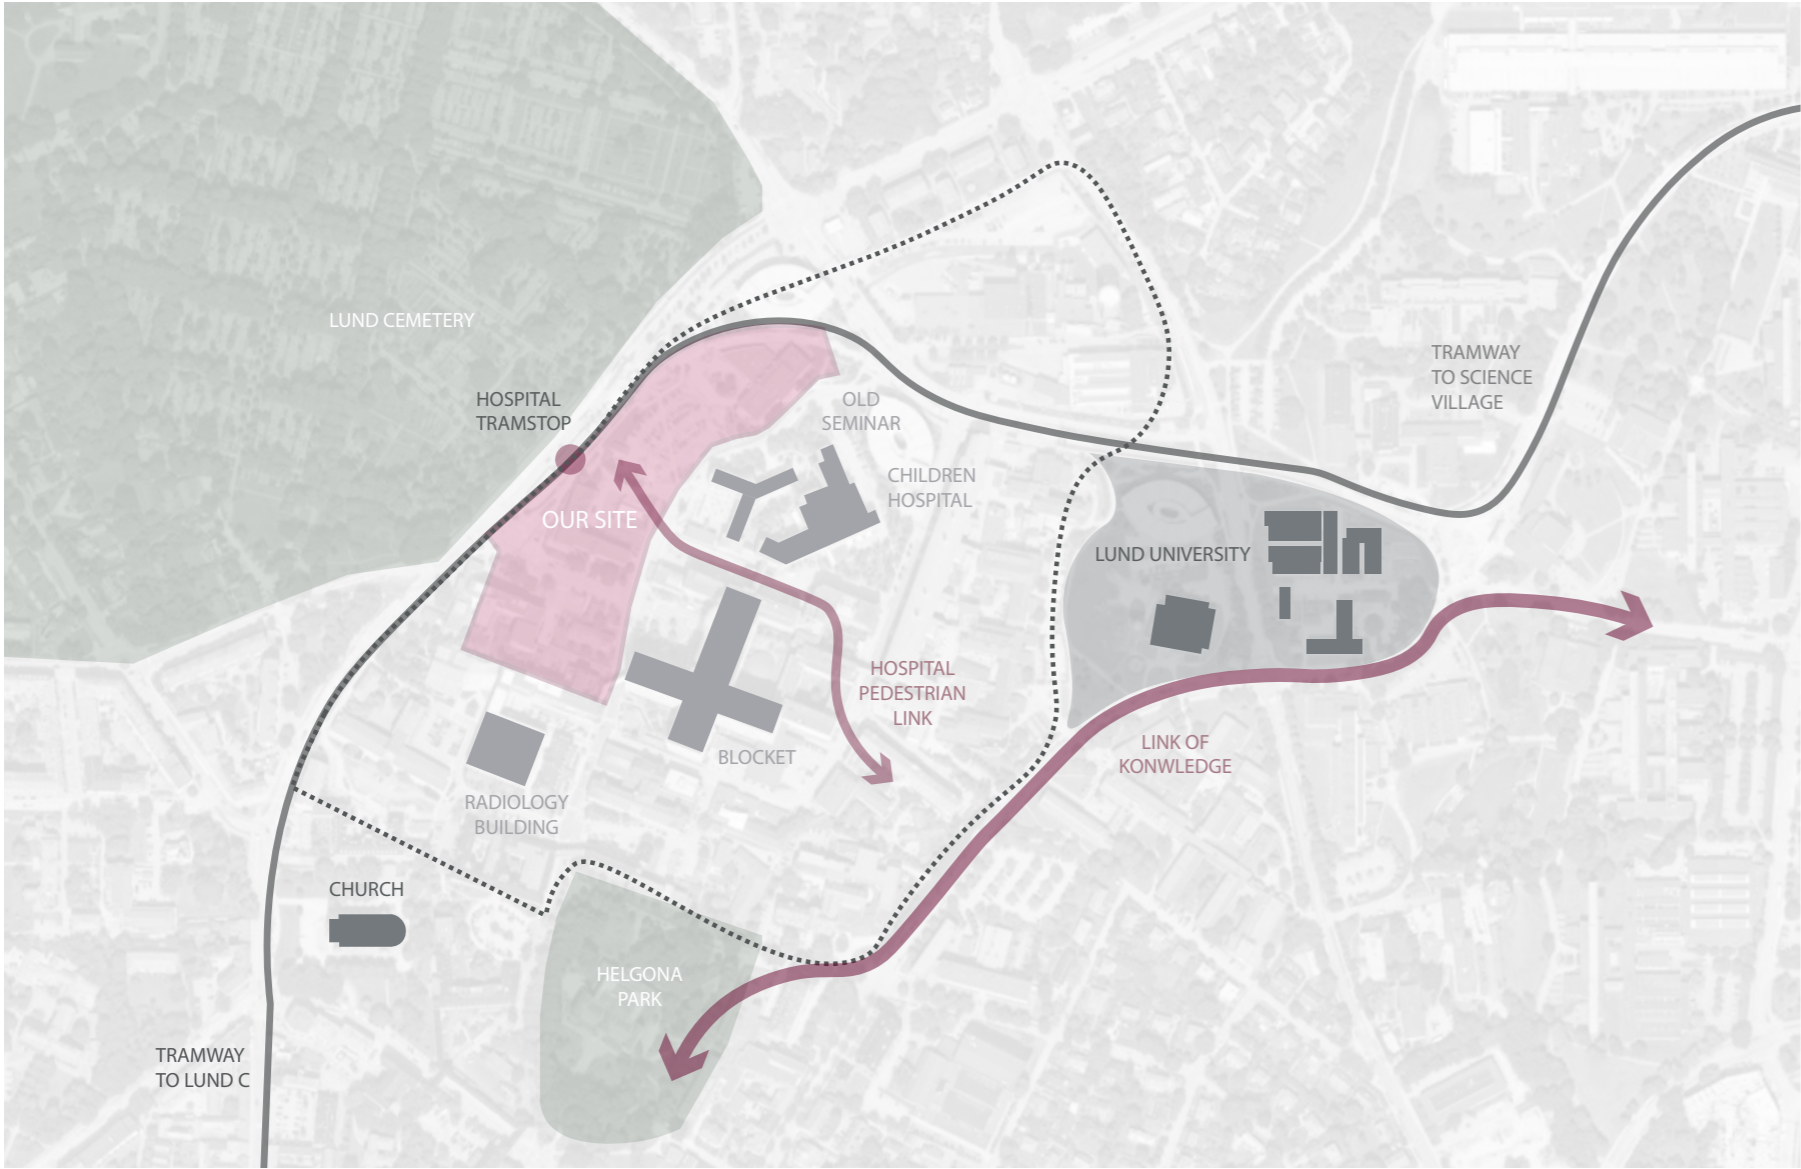 LUND CEMETERY
TRAMWAY
TO SCIENCE
VILLAGE
HOSPITAL
TRAMSTOP
OLD
SEMINAR
CHILDREN
HOSPITAL
OUR SITE
LUND UNIVERSITY
HOSPITAL
PEDESTRIAN
LINK
LINK OF
KONWLEDGE
BLOCKET
RADIOLOGY
BUILDING
CHURCH
HELGONA
PARK
TRAMWAY
TO LUND C